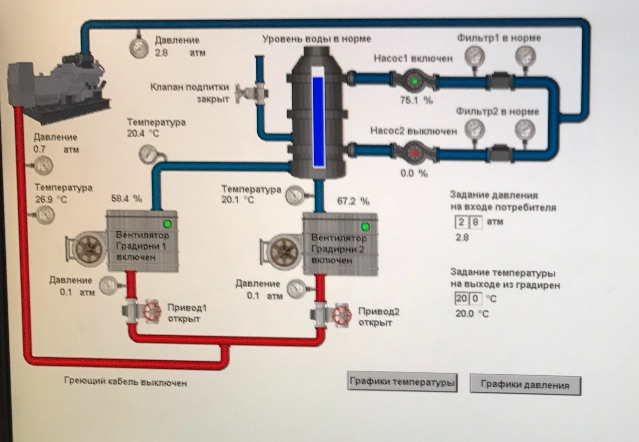 Давление
2.8 атм
Уровень воды в норме
Насос1 включен
Фильтр1 в норме
Клапан подпитки
закрыт
76.1 %
Температура
20.4 °C
Насос2 выключен
Фильтр2 в норме
0.0 %
Давление
0.7 атм
Температура
26.9 °C
58.4 %
Температура
20.1 °C
67.2 %
Задание давления
на входе потребителя
2 8 атм
2.8
Вентилятор
Градирни 1
включен
Вентилятор
Градирни 2
включен
Давление
0.1 атм
Давление
0.1 атм
Задание температуры
на выходе из градирен
20 0 °C
20.0 °C
Привод1
открыт
Привод2
открыт
Греющий кабель выключен
Графики температуры
Графики давления